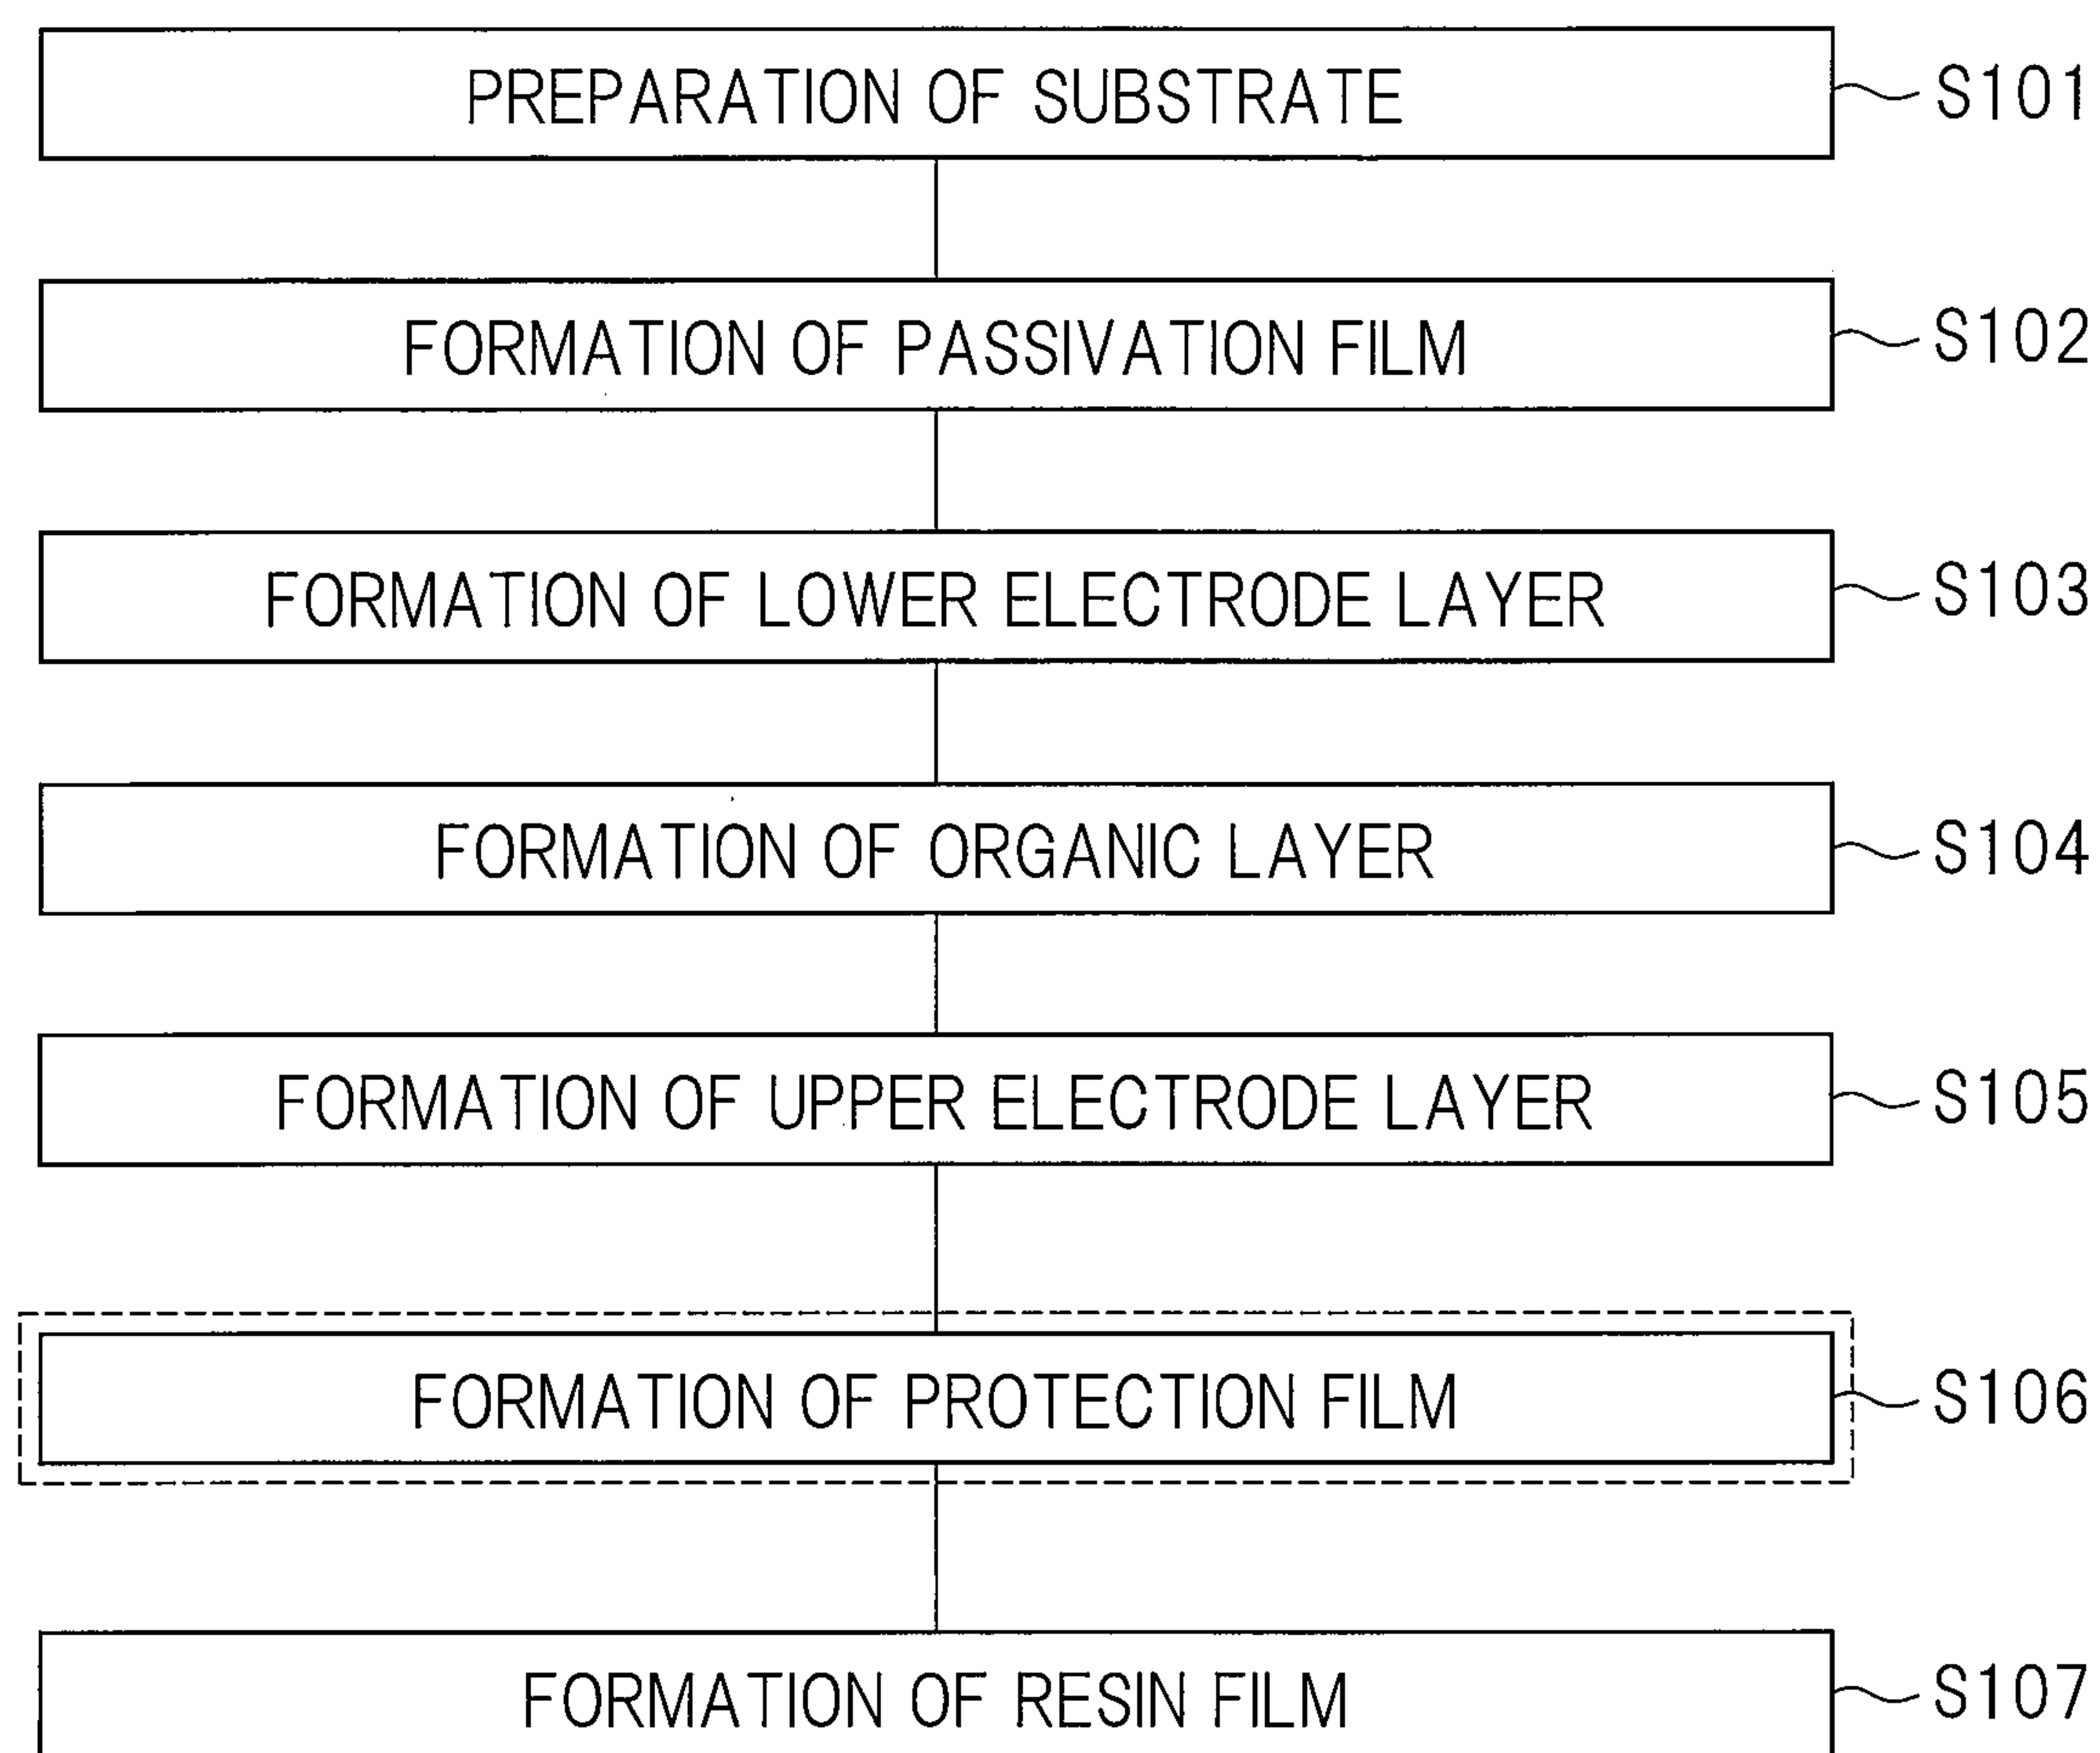 PREPARATION OF SUBSTRATE S101
FORMATION OF PASSIVATION FILM S102
FORMATION OF LOWER ELECTRODE LAYER S103
FORMATION OF ORGANIC LAYER S104
FORMATION OF UPPER ELECTRODE LAYER S105
FORMATION OF PROTECTION FILM S106
FORMATION OF RESIN FILM S107